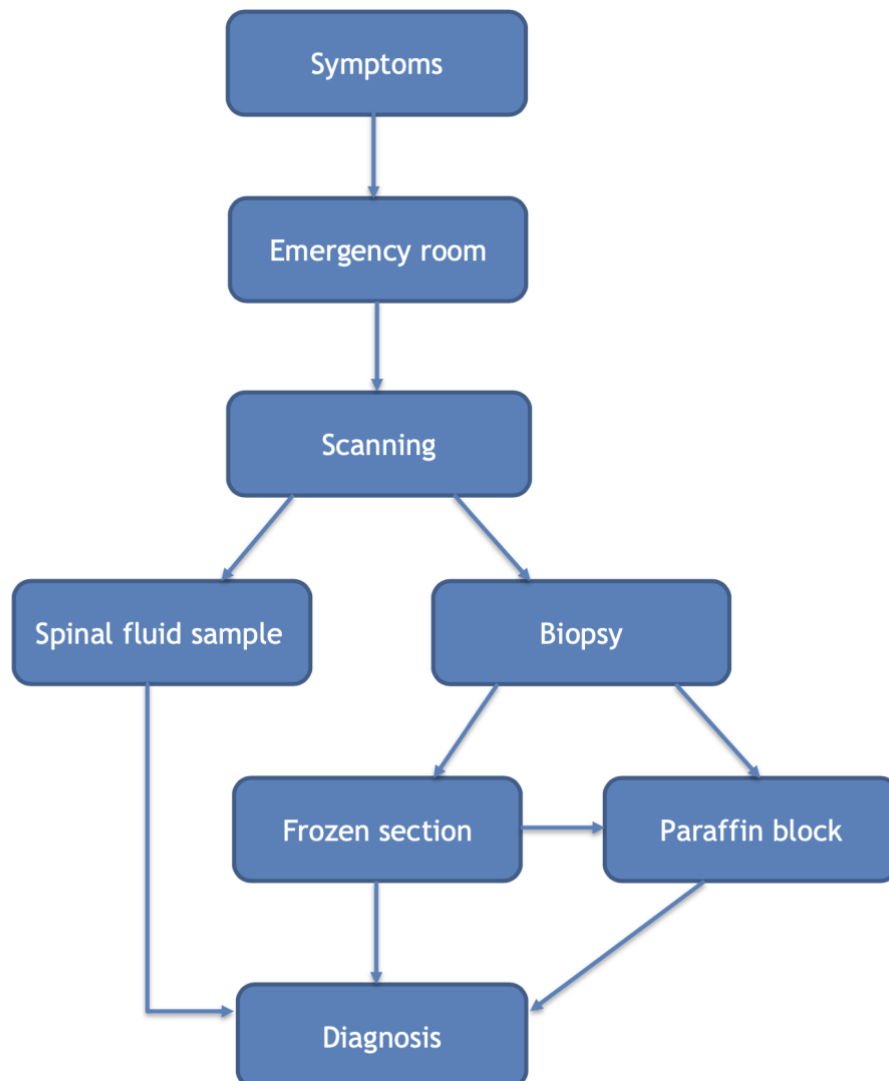 Symptoms
Emergency room
Scanning
Spinal fluid sample
Biopsy
Frozen section
Paraffin block
Diagnosis